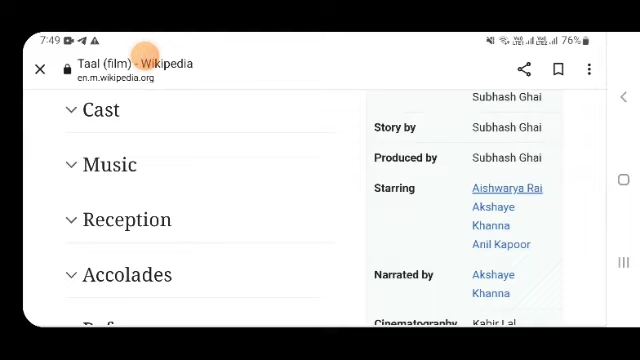 7:49 76%
Taal (film) - Wikipedia
en.m.wikipedia.org
Cast
Music
Reception
Accolades
Subhash Ghai
Story by Subhash Ghai
Produced by Subhash Ghai
Starring Aishwarya Rai
Akshaye
Khanna
Anil Kapoor
Narrated by Akshaye
Khanna
Cinematography Kabir Lal